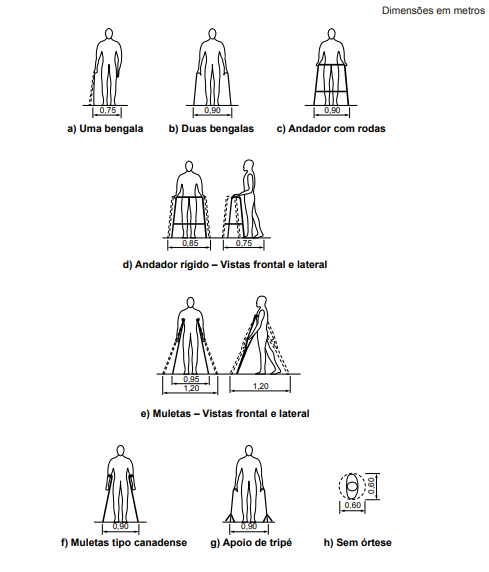 Dimensões em metros
0,75
0,90
0,90
a) Uma bengala
b) Duas bengalas
c) Andador com rodas
0,85
0,75
d) Andador rígido – Vistas frontal e lateral
0,95
1,20
1,20
e) Muletas – Vistas frontal e lateral
0,90
0,90
0,60
0,60
f) Muletas tipo canadense
g) Apoio de tripé
h) Sem órtese